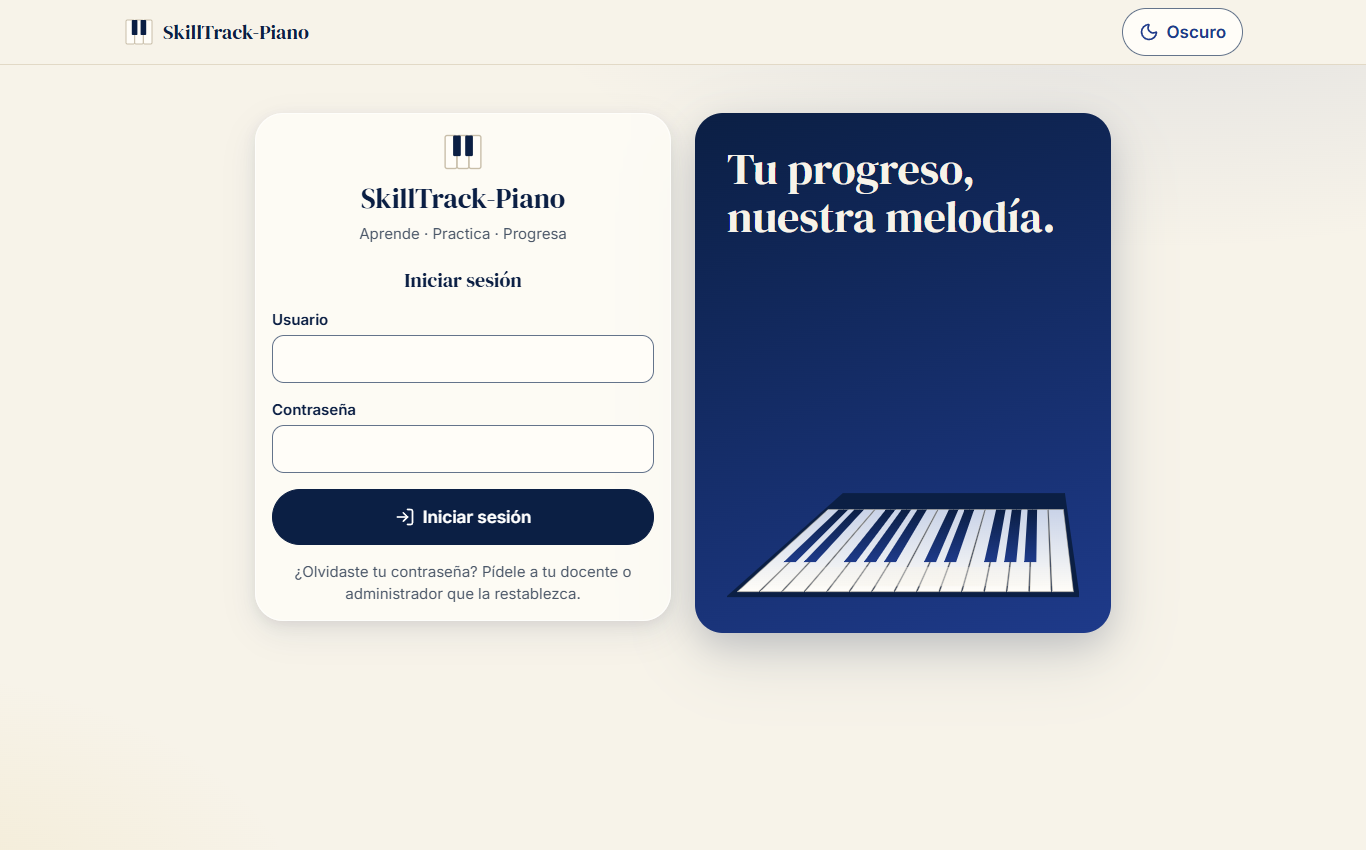 SkillTrack-Piano
Oscuro
SkillTrack-Piano
Aprende · Practica · Progresa
Iniciar sesión
Usuario
Contraseña
Iniciar sesión
¿Olvidaste tu contraseña? Pídele a tu docente o
administrador que la restablezca.
Tu progreso,
nuestra melodía.